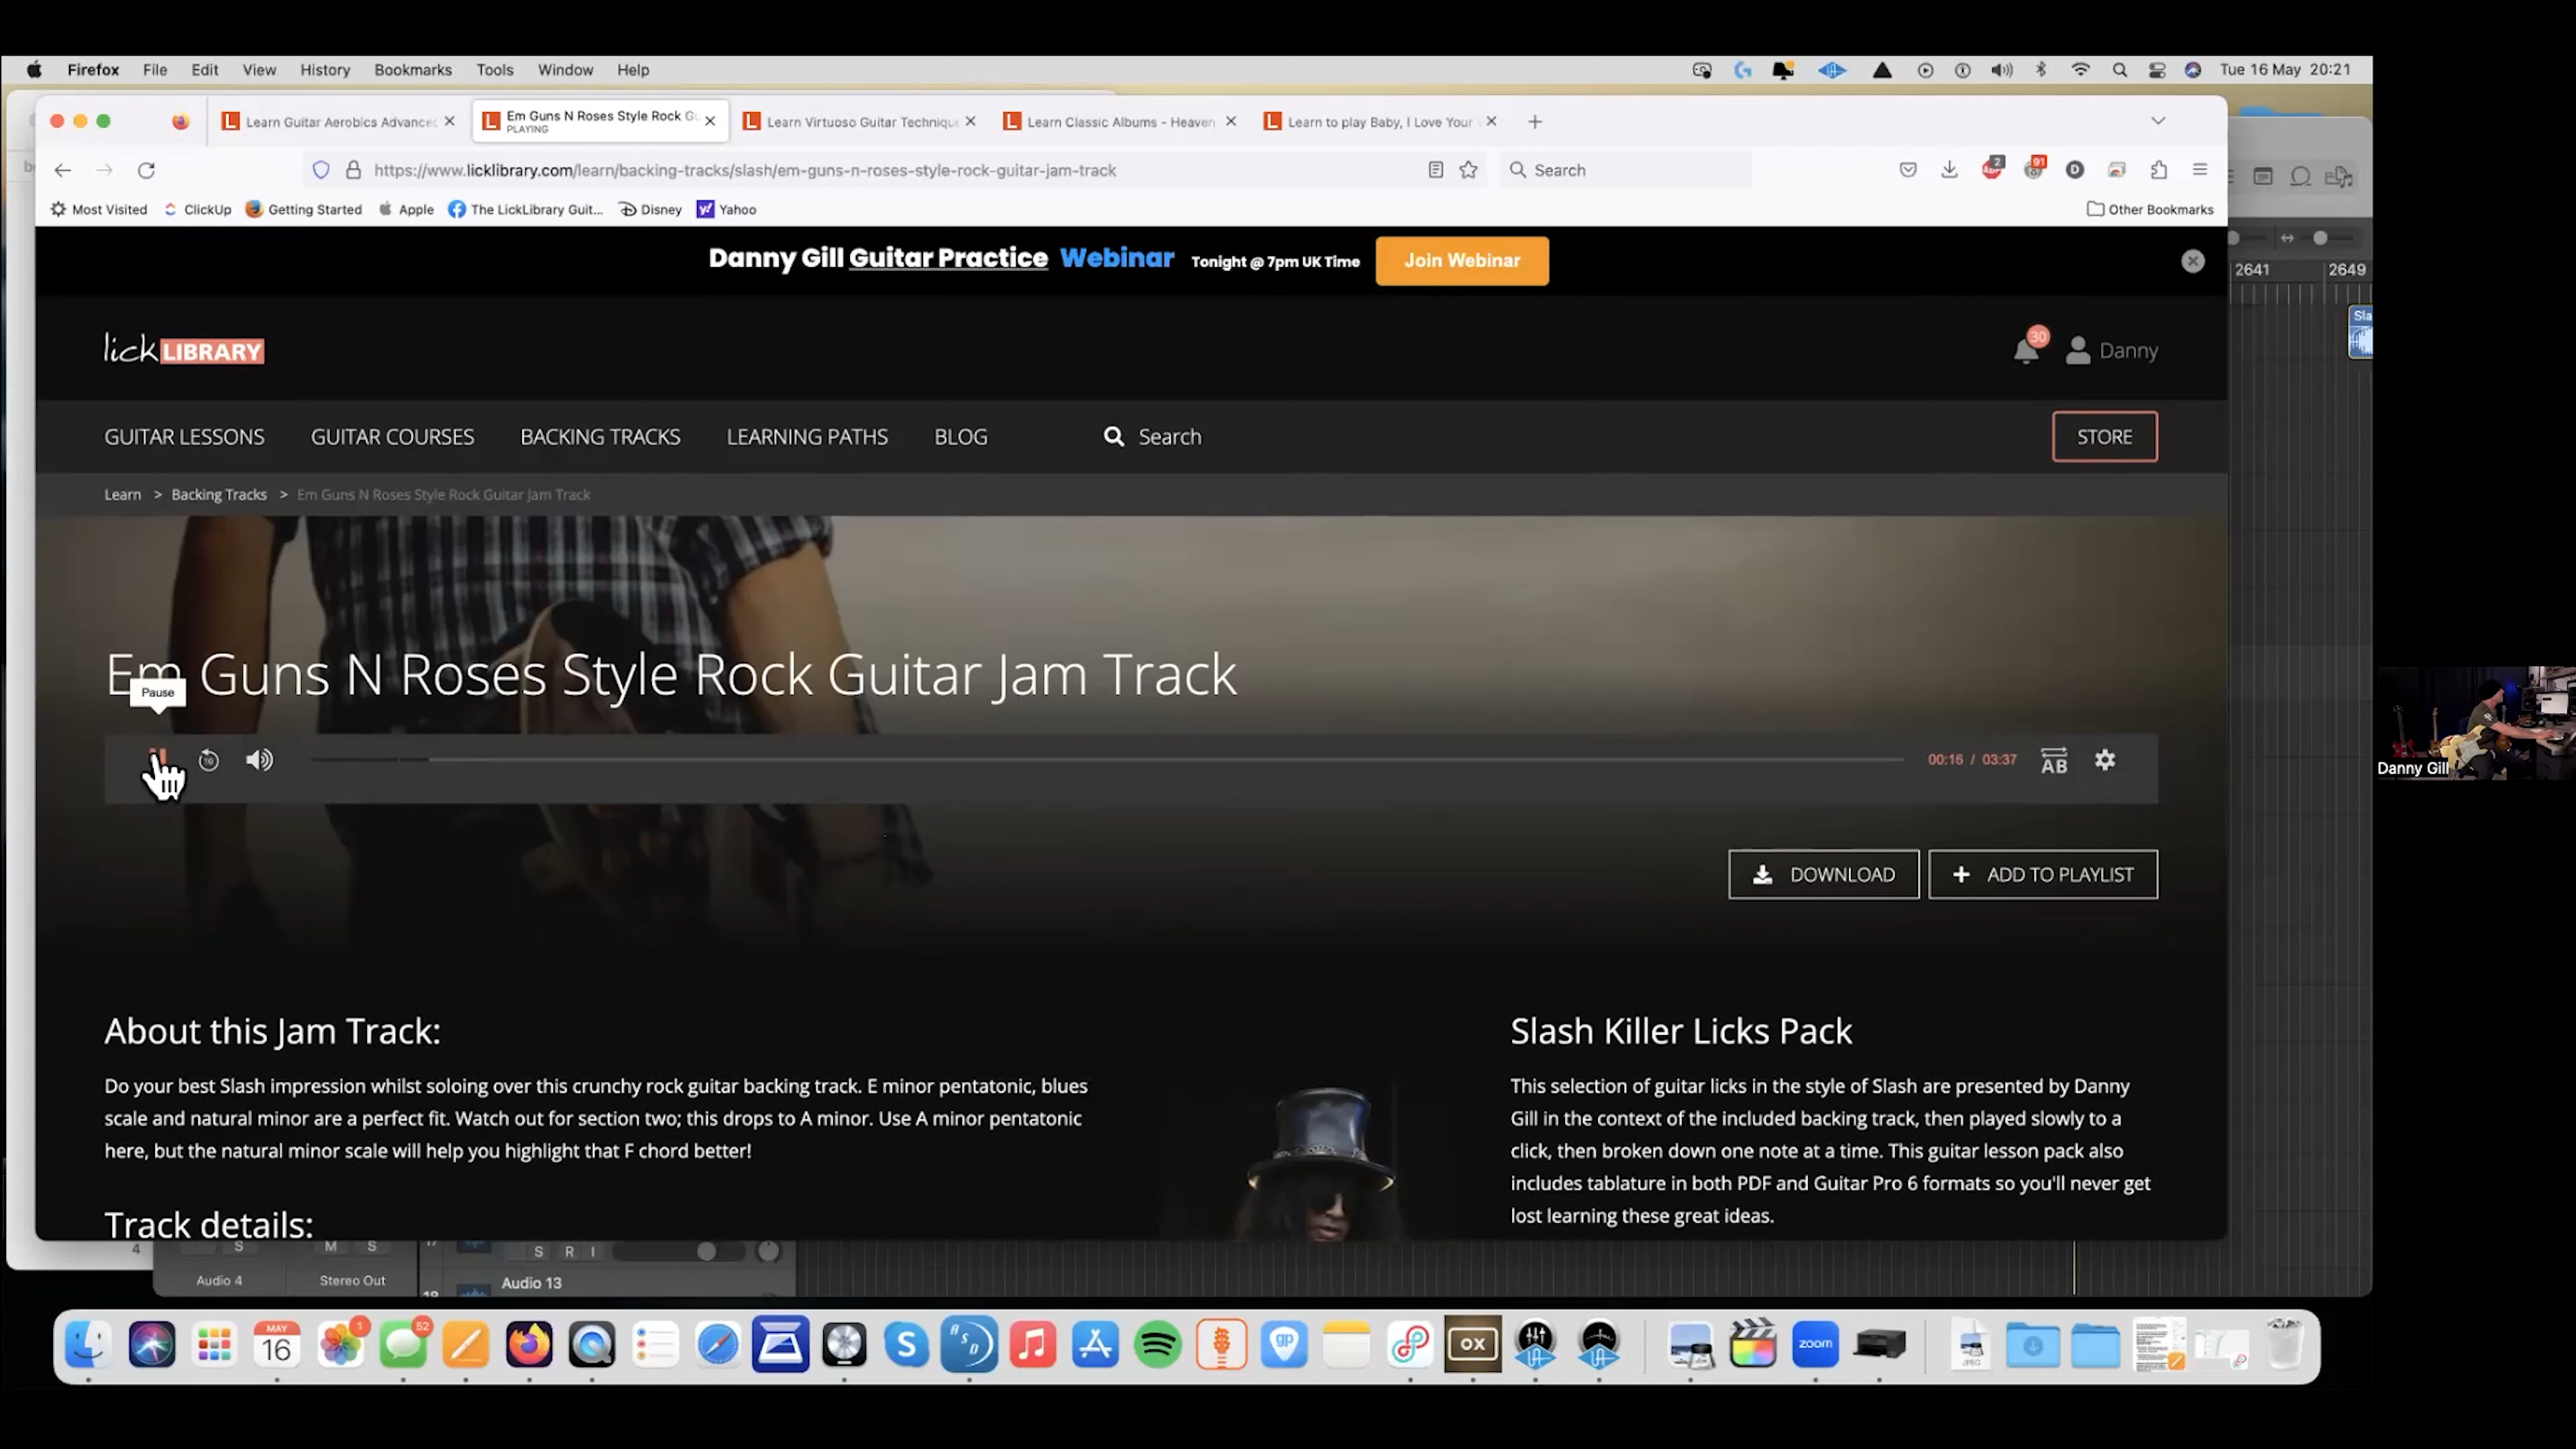 Firefox File Edit View History Bookmarks Tools Window Help
Tue 16 May 20:21
Learn Guitar Aerobics Advanced
Em Guns N Roses Style Rock Gu
PLAYING
Learn Virtuoso Guitar Technique
Learn Classic Albums - Heaven
Learn to play Baby, I Love Your
https://www.licklibrary.com/learn/backing-tracks/slash/em-guns-n-roses-style-rock-guitar-jam-track
Search
2
91
Most Visited ClickUp Getting Started Apple The LickLibrary Guit... Disney Yahoo
Other Bookmarks
Danny Gill Guitar Practice Webinar Tonight @ 7pm UK Time Join Webinar
2641 2649
Sla
lick LIBRARY
30
Danny
GUITAR LESSONS GUITAR COURSES BACKING TRACKS LEARNING PATHS BLOG Search STORE
Learn > Backing Tracks > Em Guns N Roses Style Rock Guitar Jam Track
Em Guns N Roses Style Rock Guitar Jam Track
Pause
10
00:16 / 03:37
AB
Danny Gill
DOWNLOAD
ADD TO PLAYLIST
About this Jam Track:
Do your best Slash impression whilst soloing over this crunchy rock guitar backing track. E minor pentatonic, blues
scale and natural minor are a perfect fit. Watch out for section two; this drops to A minor. Use A minor pentatonic
here, but the natural minor scale will help you highlight that F chord better!
Track details:
Slash Killer Licks Pack
This selection of guitar licks in the style of Slash are presented by Danny
Gill in the context of the included backing track, then played slowly to a
click, then broken down one note at a time. This guitar lesson pack also
includes tablature in both PDF and Guitar Pro 6 formats so you'll never get
lost learning these great ideas.
4 S M S S R I
Audio 4 Stereo Out Audio 13
MAY
16
1
52
A S D
gp
OX
zoom
JPEG